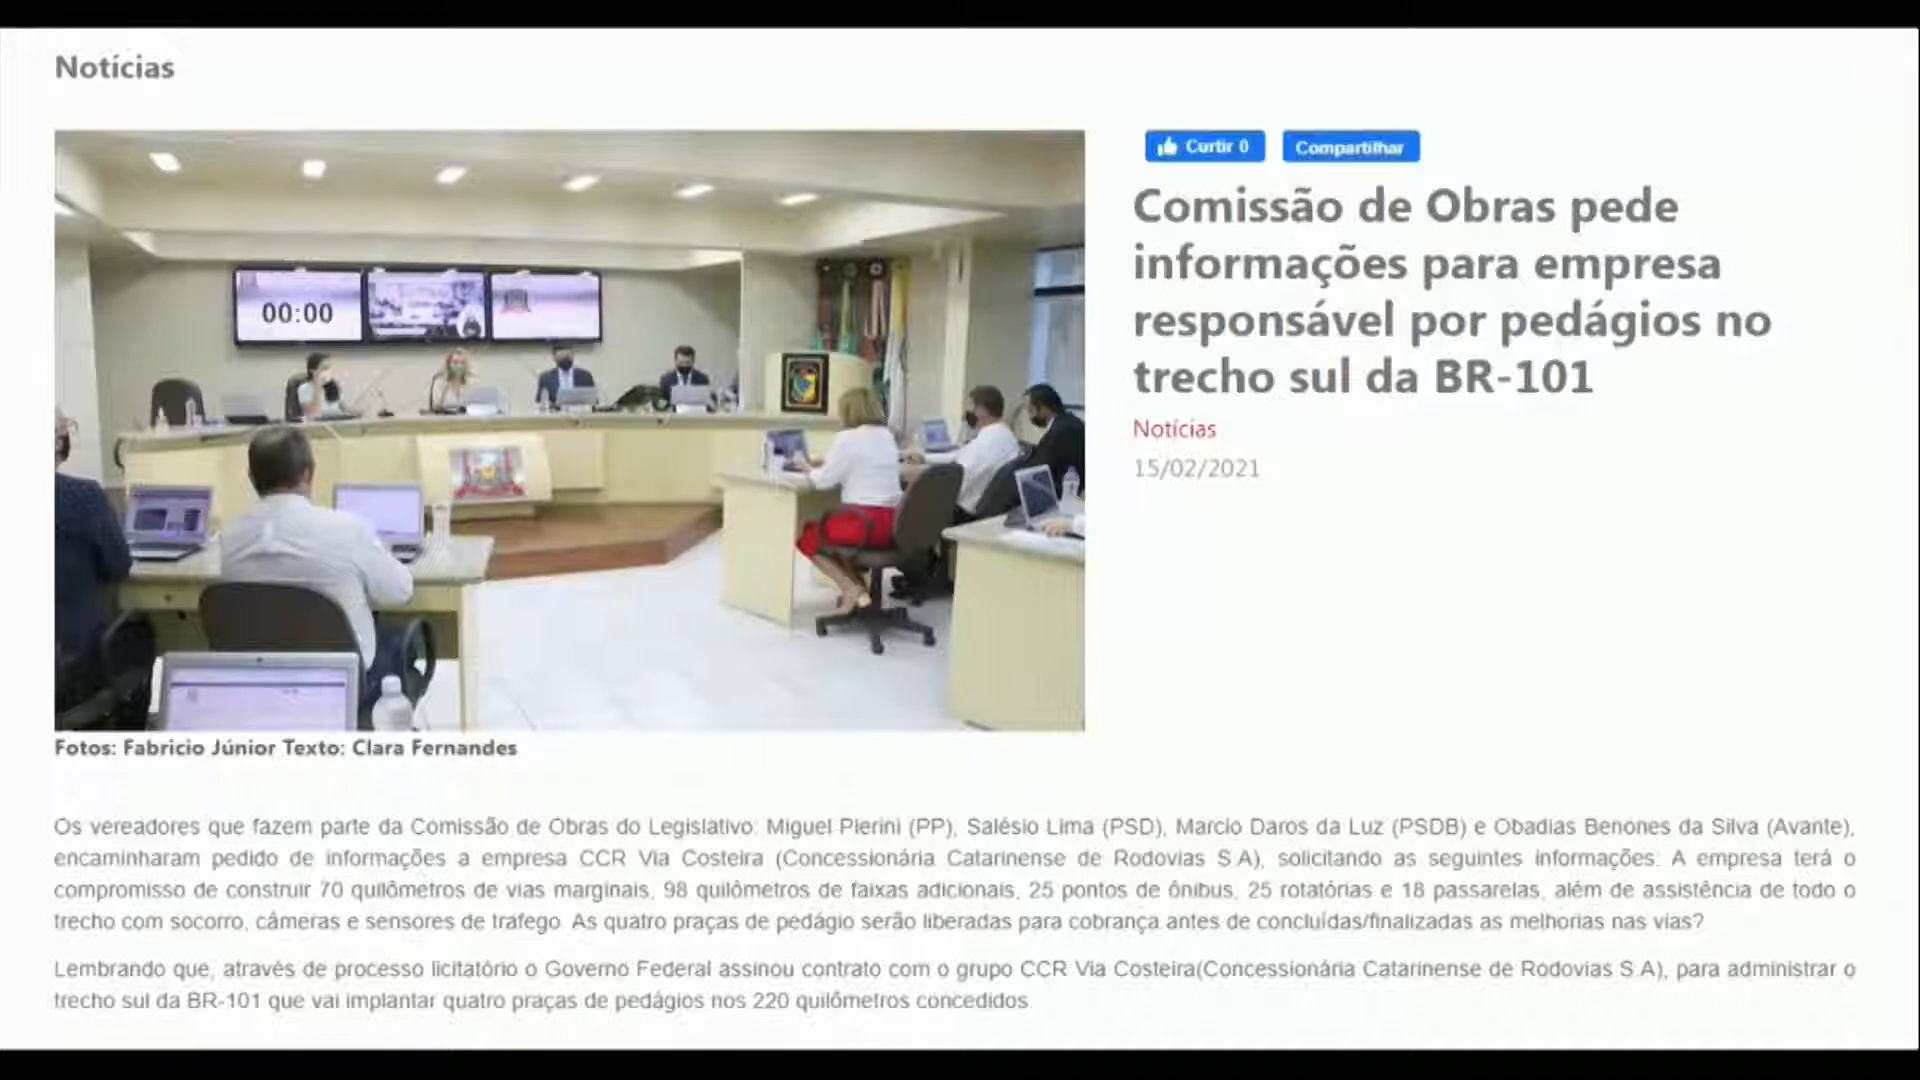 Notícias
00:00
Curtir 0
Compartilhar
Comissão de Obras pede
informações para empresa
responsável por pedágios no
trecho sul da BR-101
Notícias
15/02/2021
Fotos: Fabricio Júnior Texto: Clara Fernandes
Os vereadores que fazem parte da Comissão de Obras do Legislativo: Miguel Pierini (PP), Salésio Lima (PSD), Marcio Daros da Luz (PSDB) e Obadias Benones da Silva (Avante),
encaminharam pedido de informações a empresa CCR Via Costeira (Concessionária Catarinense de Rodovias S.A), solicitando as seguintes informações: A empresa terá o
compromisso de construir 70 quilômetros de vias marginais, 98 quilômetros de faixas adicionais, 25 pontos de ônibus, 25 rotatórias e 18 passarelas, além de assistência de todo o
trecho com socorro, câmeras e sensores de trafego. As quatro praças de pedágio serão liberadas para cobrança antes de concluídas/finalizadas as melhorias nas vias?
Lembrando que, através de processo licitatório o Governo Federal assinou contrato com o grupo CCR Via Costeira(Concessionária Catarinense de Rodovias S.A), para administrar o
trecho sul da BR-101 que vai implantar quatro praças de pedágios nos 220 quilômetros concedidos.